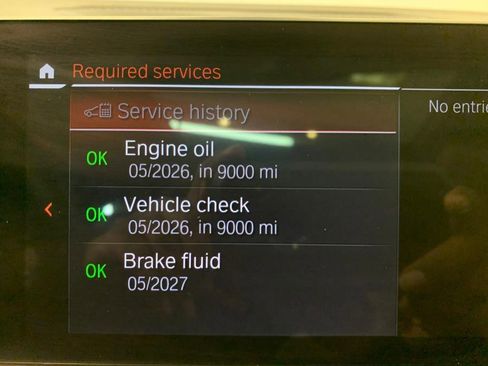 Required services
Service history
No entrie
OK Engine oil
05/2026, in 9000 mi
OK Vehicle check
05/2026, in 9000 mi
OK Brake fluid
05/2027